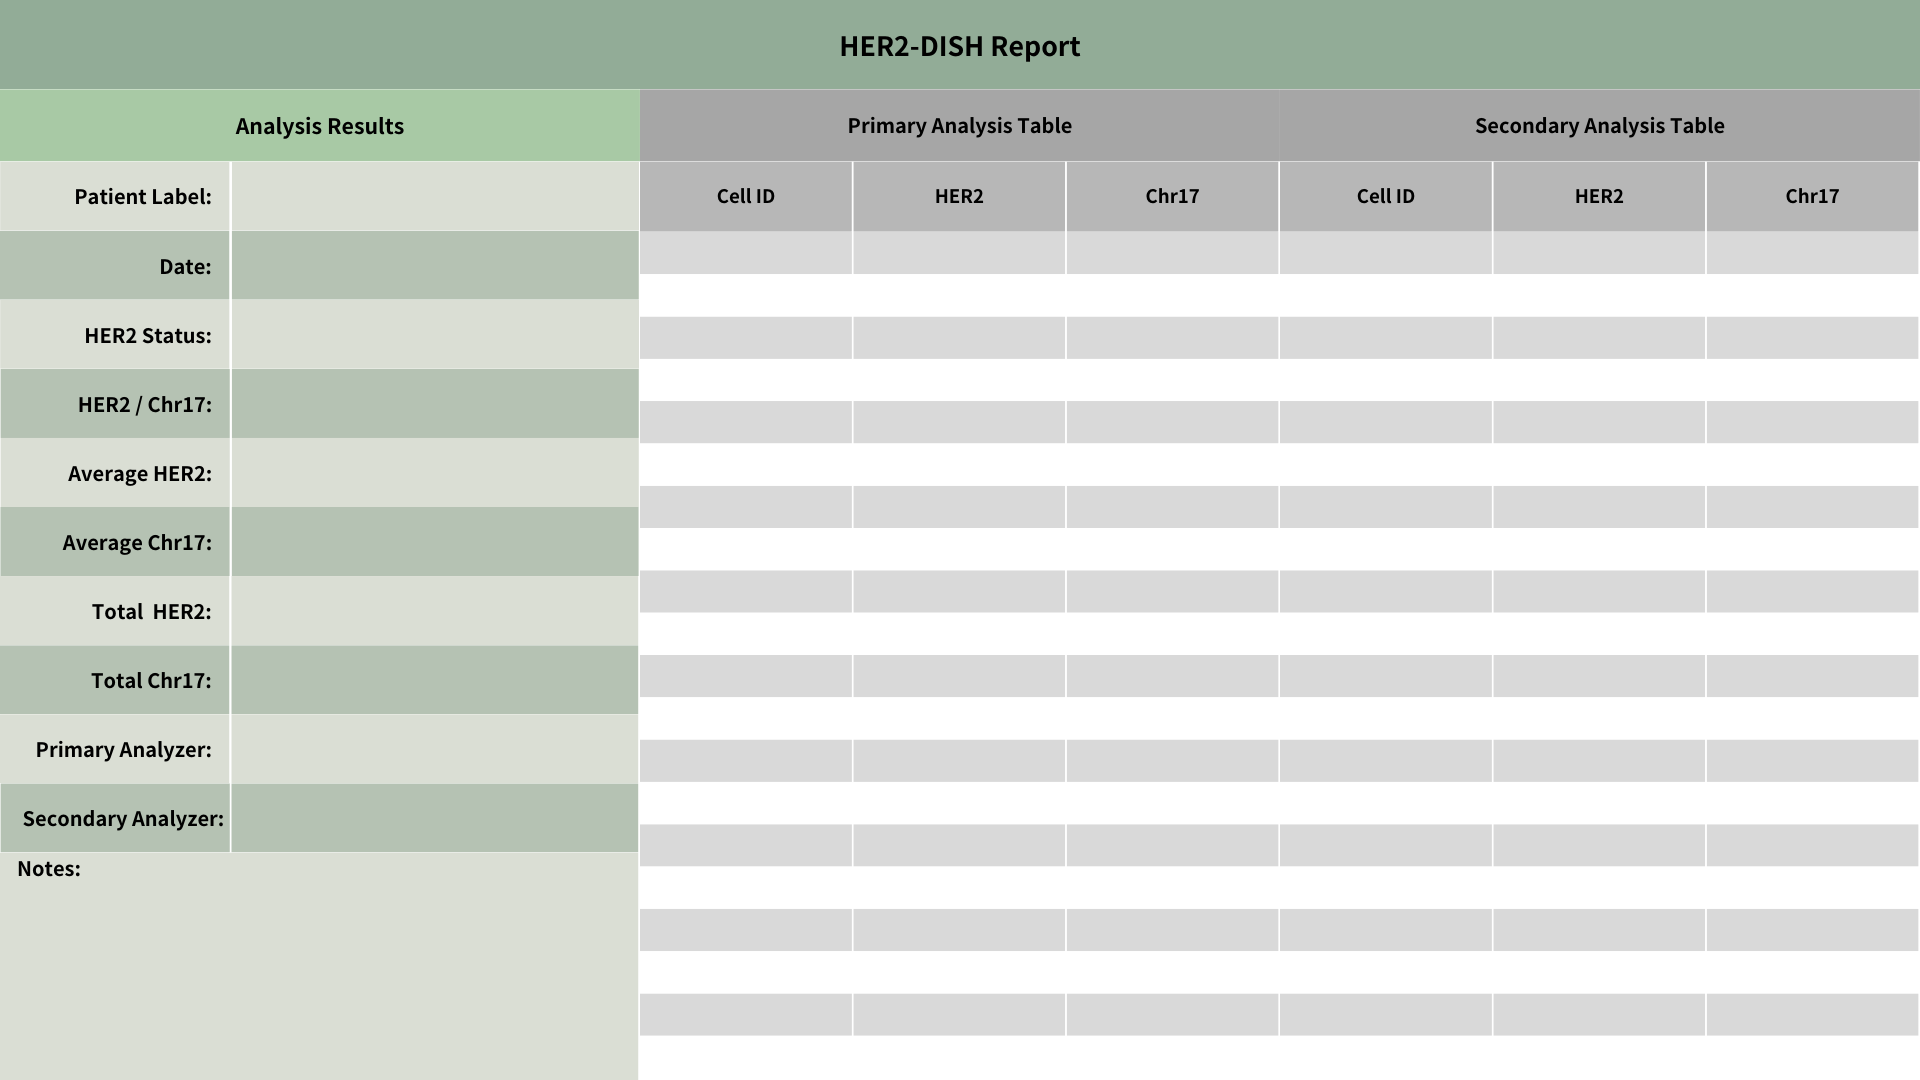 HER2-DISH Report
Analysis Results
Primary Analysis Table
Secondary Analysis Table
Patient Label:
Cell ID
HER2
Chr17
Cell ID
HER2
Chr17
Date:
HER2 Status:
HER2 / Chr17:
Average HER2:
Average Chr17:
Total  HER2:
Total Chr17:
Primary Analyzer:
Secondary Analyzer:
Notes: